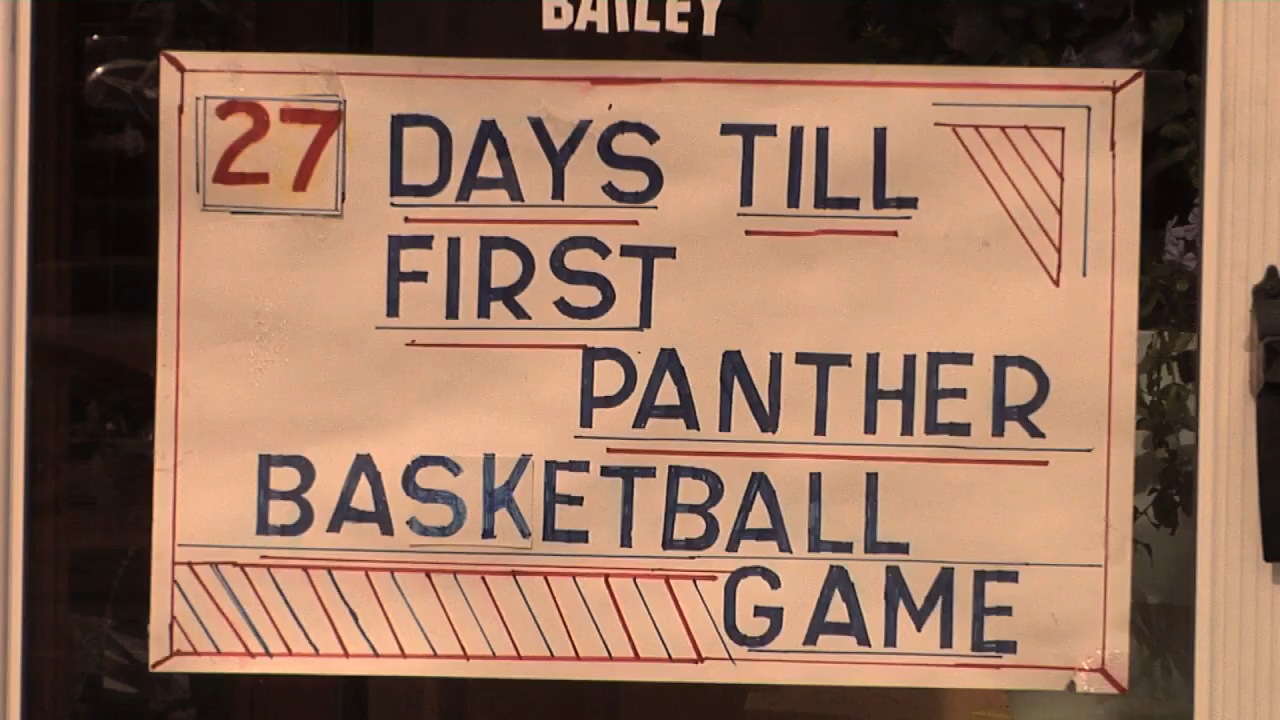 BAILEY
27 DAYS TILL
FIRST
PANTHER
BASKETBALL
GAME